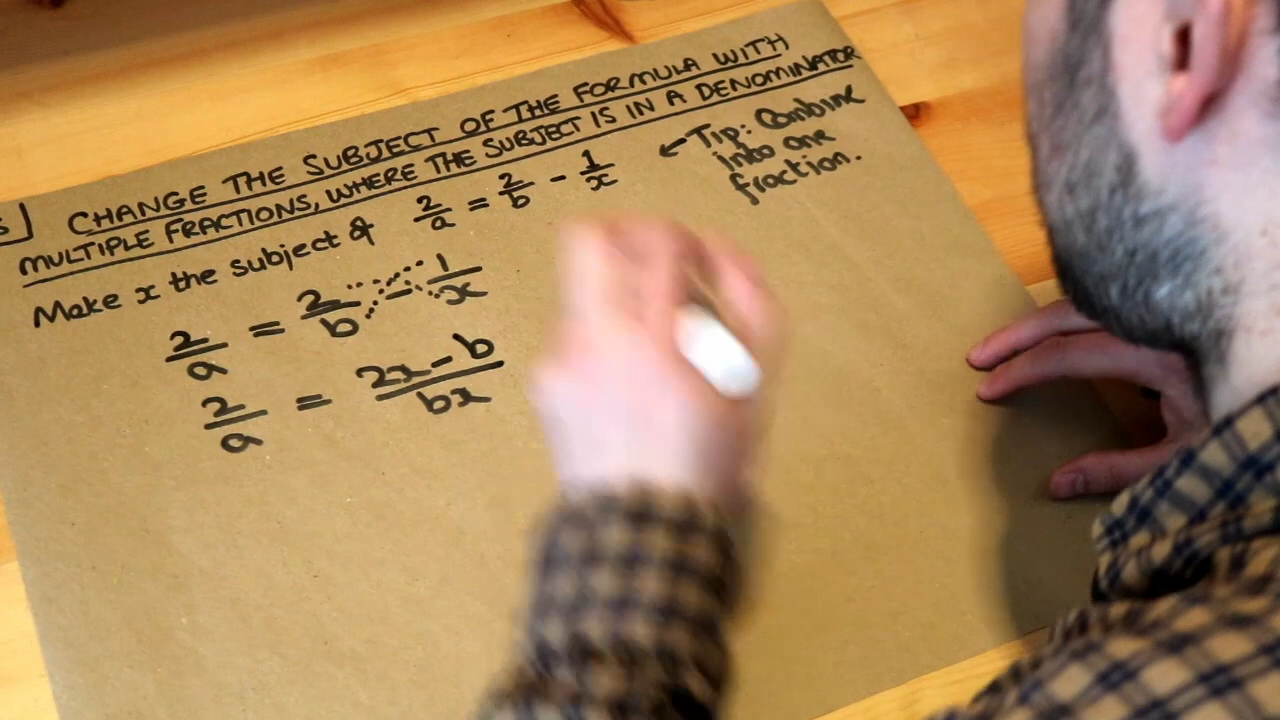 CHANGE THE SUBJECT OF THE FORMULA WITH
MULTIPLE FRACTIONS, WHERE THE SUBJECT IS IN A DENOMINATOR
Make x the subject of 2/a = 2/b - 1/x
← Tip: Combine
into one
fraction.
2/a = 2/b - 1/x
2/a = (2x-b)/bx